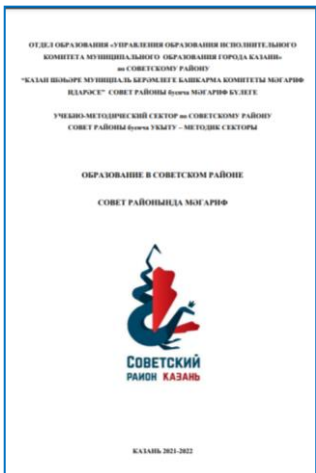 ОТДЕЛ ОБРАЗОВАНИЯ «УПРАВЛЕНИЯ ОБРАЗОВАНИЯ ИСПОЛНИТЕЛЬНОГО
КОМИТЕТА МУНИЦИПАЛЬНОГО ОБРАЗОВАНИЯ ГОРОДА КАЗАНИ»
по СОВЕТСКОМУ РАЙОНУ
"КАЗАН ШӘҺӘРЕ МУНИЦИПАЛЬ БЕРӘМЛЕГЕ БАШКАРМА КОМИТЕТЫ МӘГАРИФ
ИДАРӘСЕ" СОВЕТ РАЙОНЫ буенча МӘГАРИФ БҮЛЕГЕ
УЧЕБНО-МЕТОДИЧЕСКИЙ СЕКТОР по СОВЕТСКОМУ РАЙОНУ
СОВЕТ РАЙОНЫ буенча УКЫТУ – МЕТОДИК СЕКТОРЫ
ОБРАЗОВАНИЕ В СОВЕТСКОМ РАЙОНЕ
СОВЕТ РАЙОНЫНДА МӘГАРИФ
СОВЕТСКИЙ
РАЙОН КАЗАНЬ
КАЗАНЬ 2021-2022